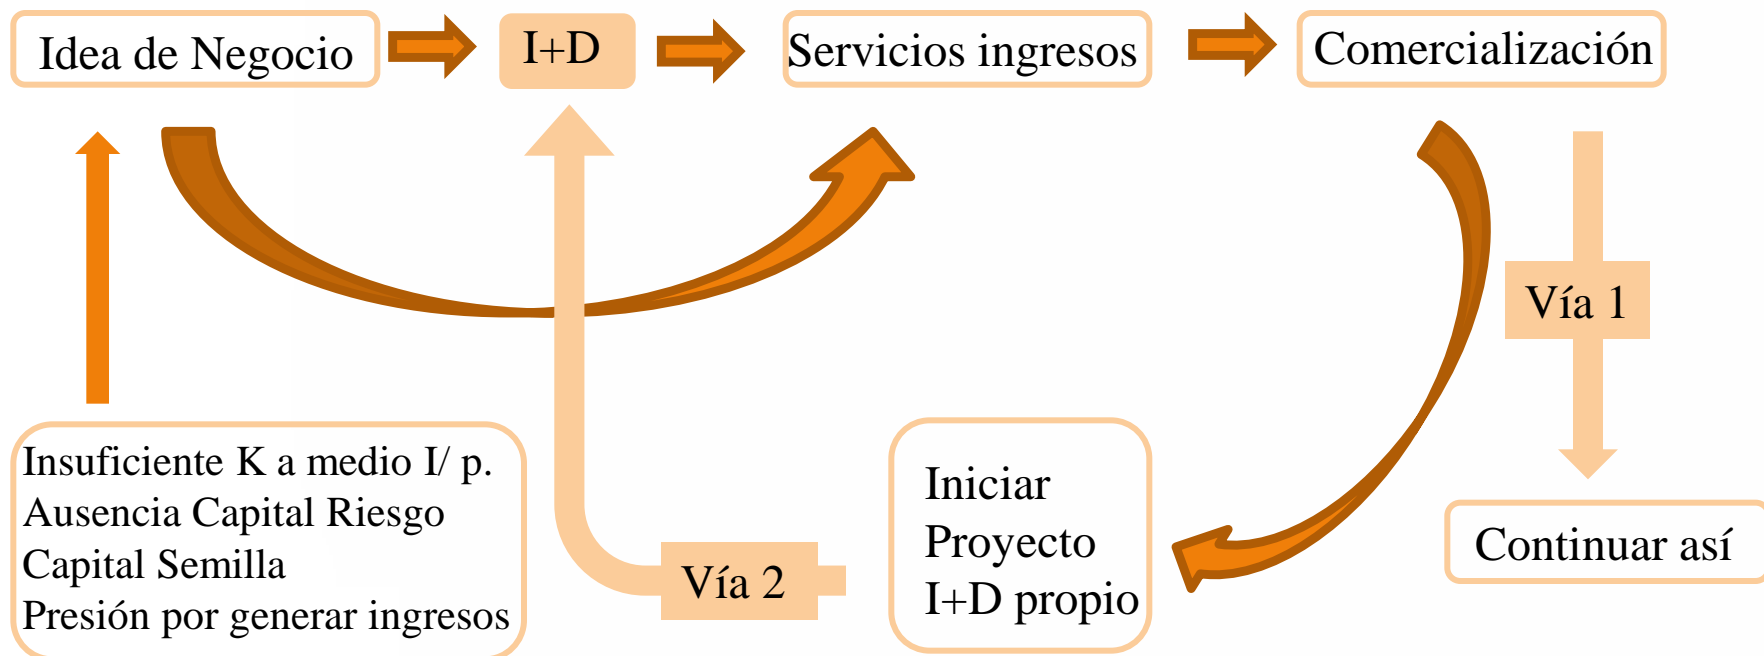 Idea de Negocio
I+D
Servicios ingresos
Comercialización
Vía 1
Insuficiente K a medio I/ p.
Ausencia Capital Riesgo
Capital Semilla
Presión por generar ingresos
Vía 2
Iniciar
Proyecto
I+D propio
Continuar así